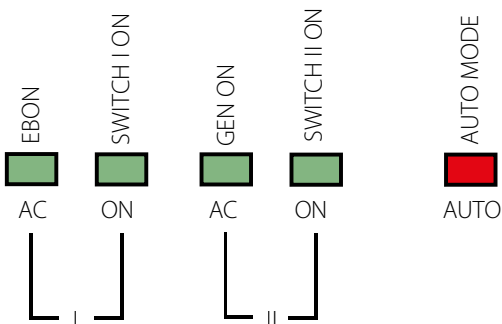 EBON
SWITCH I ON
GEN ON
SWITCH II ON
AUTO MODE
AC
ON
AC
ON
AUTO
I
II